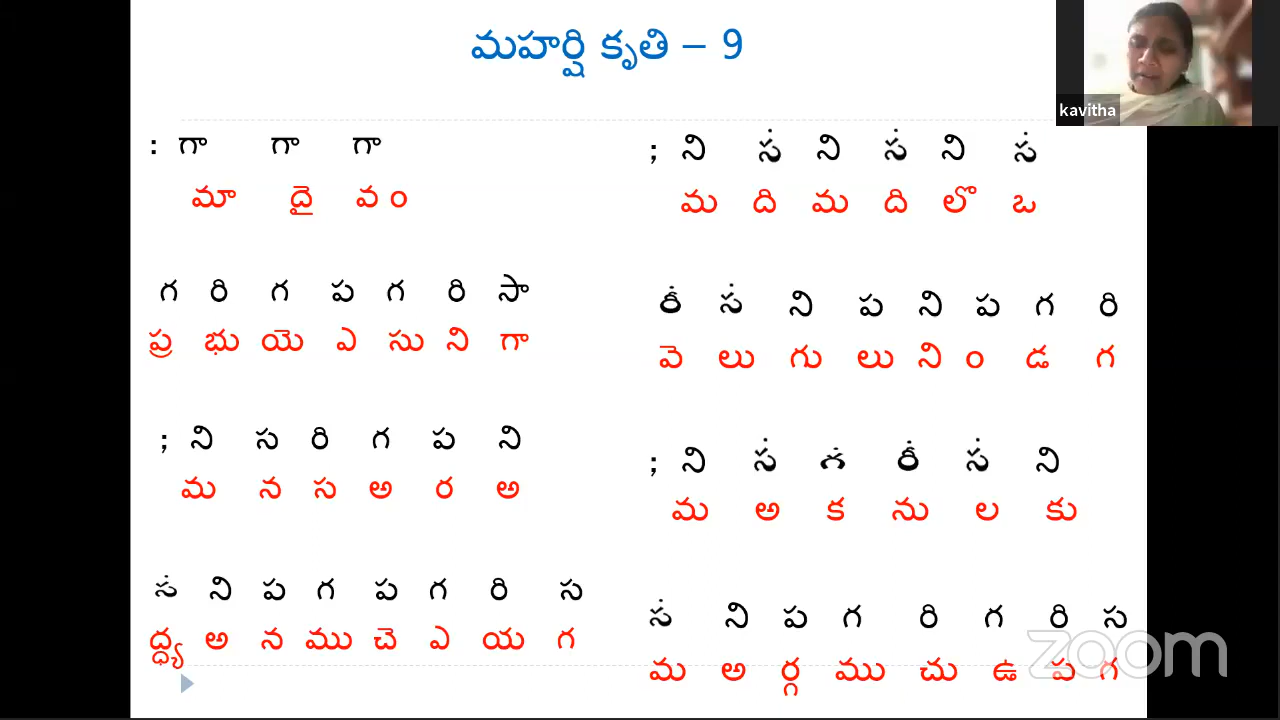 మహర్షి కృతి – 9
kavitha
: గా గా గా
మా దై వ ం
గ రి గ ప గ రి సా
ప్ర భు యె ఎ సు ని గా
; ని స రి గ ప ని
మ న స అ ర అ
స̇ ని ప గ ప గ రి స
ద్ధ్య అ న ము చె ఎ య గ
; ని స̇ ని స̇ ని స̇
మ ది మ ది లొ ఒ
రి̇ స̇ ని ప ని ప గ రి
వె లు గు లు ని ం డ గ
; ని స̇ గ̇ రి̇ స̇ ని
మ అ క ను ల కు
స̇ ని ప గ రి గ రి స
మ అ ర్గ ము చు ఉ ప గ
zoom